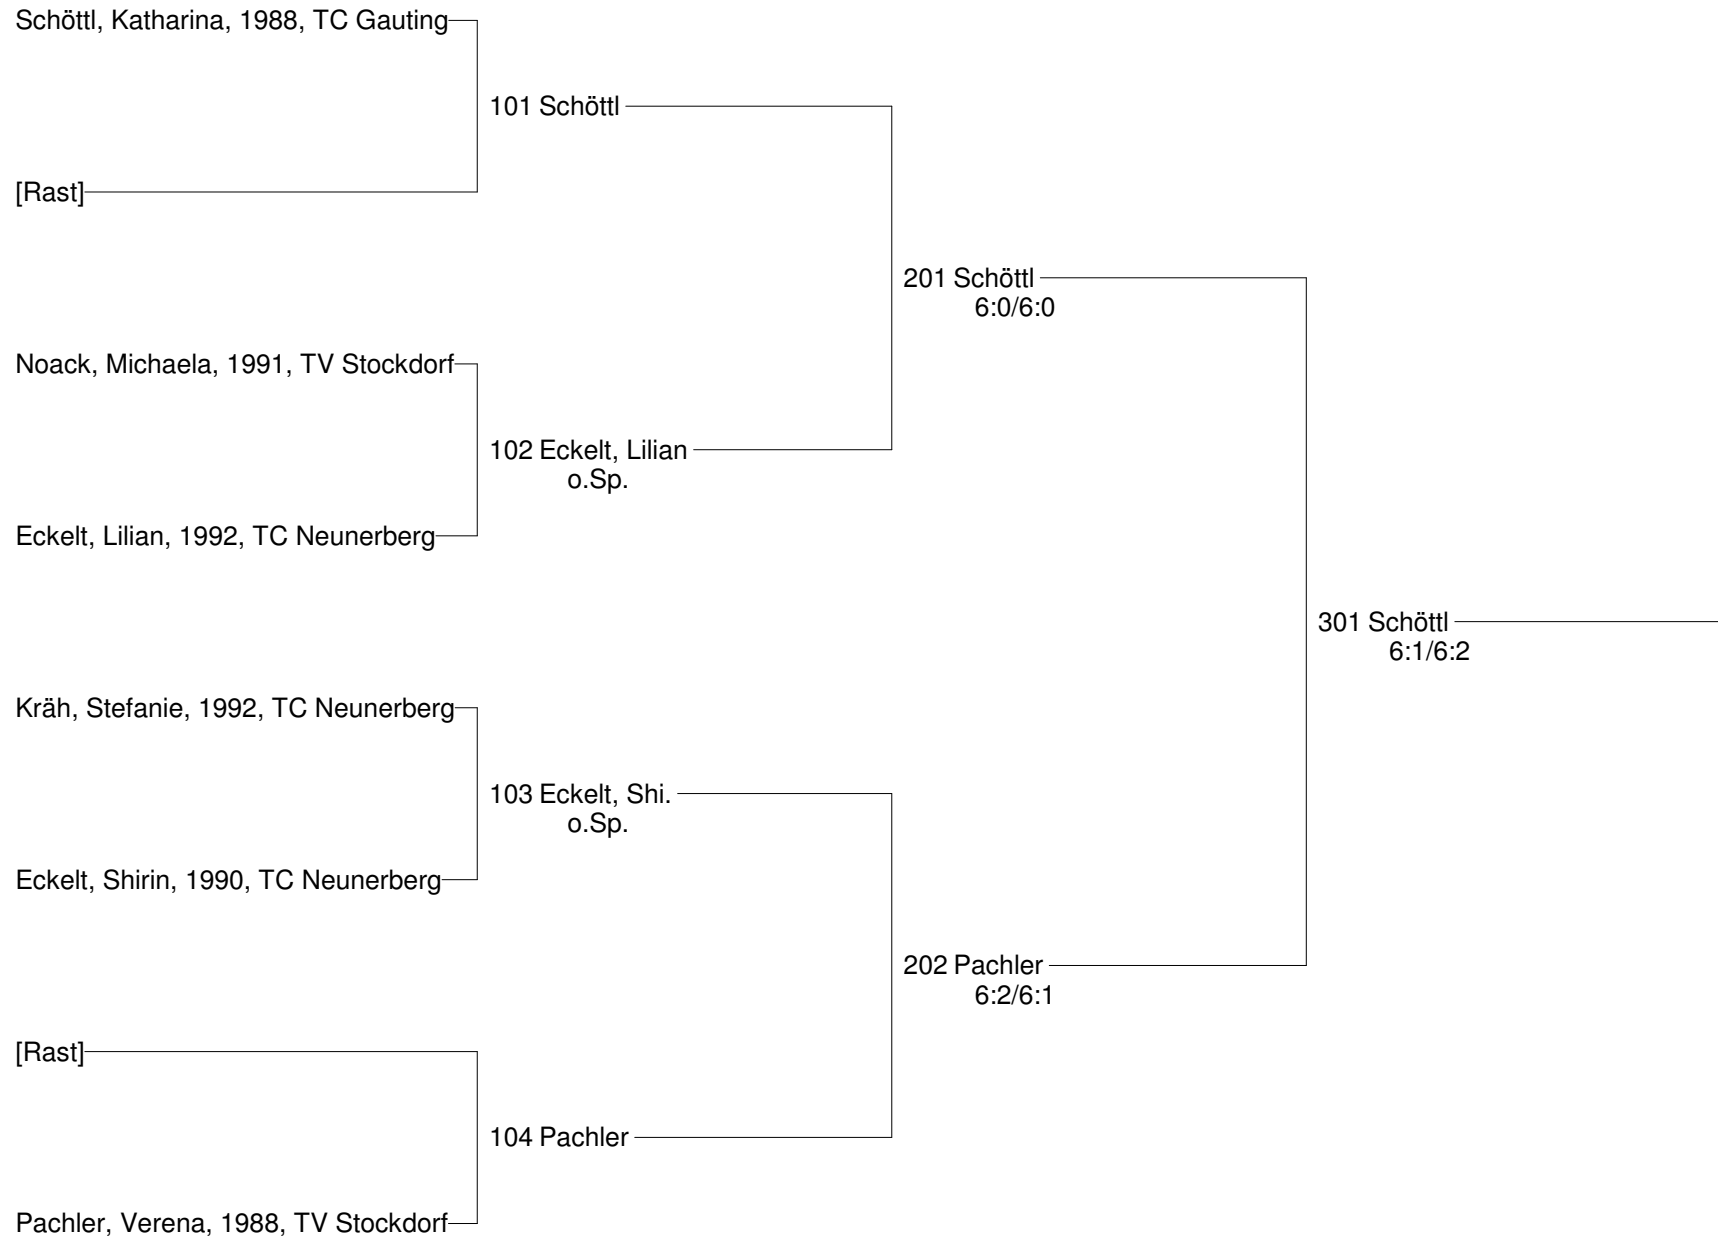 Schöttl, Katharina, 1988, TC Gauting
101 Schöttl
[Rast]
201 Schöttl
6:0/6:0
Noack, Michaela, 1991, TV Stockdorf
102 Eckelt, Lilian
o.Sp.
Eckelt, Lilian, 1992, TC Neunerberg
301 Schöttl
6:1/6:2
Kräh, Stefanie, 1992, TC Neunerberg
103 Eckelt, Shi.
o.Sp.
Eckelt, Shirin, 1990, TC Neunerberg
202 Pachler
6:2/6:1
[Rast]
104 Pachler
Pachler, Verena, 1988, TV Stockdorf